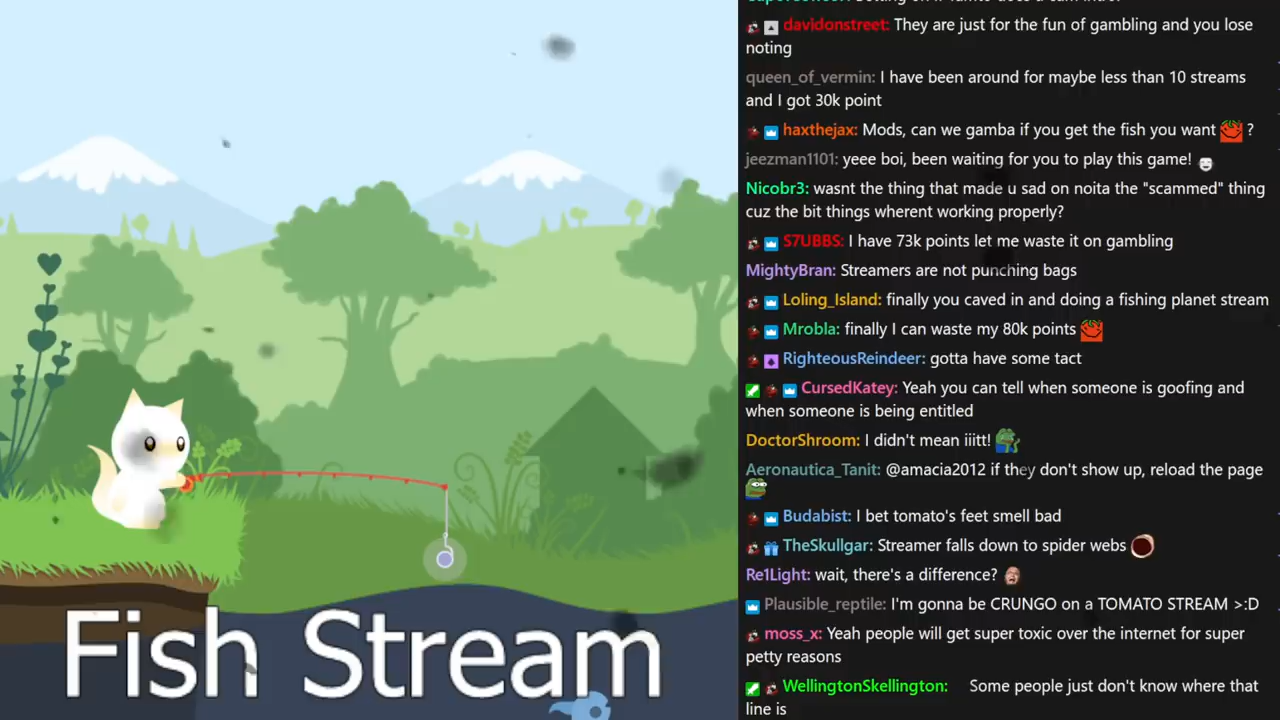 davidonstreet: They are just for the fun of gambling and you lose
noting
queen_of_vermin: I have been around for maybe less than 10 streams
and I got 30k point
haxthejax: Mods, can we gamba if you get the fish you want ?
jeezman1101: yeee boi, been waiting for you to play this game!
Nicobr3: wasnt the thing that made u sad on noita the "scammed" thing
cuz the bit things wherent working properly?
S7UBBS: I have 73k points let me waste it on gambling
MightyBran: Streamers are not punching bags
Loling_Island: finally you caved in and doing a fishing planet stream
Mrobla: finally I can waste my 80k points
RighteousReindeer: gotta have some tact
CursedKatey: Yeah you can tell when someone is goofing and
when someone is being entitled
DoctorShroom: I didn't mean iiitt!
Aeronautica_Tanit: @amacia2012 if they don't show up, reload the page
Budabist: I bet tomato's feet smell bad
TheSkullgar: Streamer falls down to spider webs
Re1Light: wait, there's a difference?
Plausible_reptile: I'm gonna be CRUNGO on a TOMATO STREAM >:D
moss_x: Yeah people will get super toxic over the internet for super
petty reasons
WellingtonSkellington: Some people just don't know where that
line is
Fish Stream